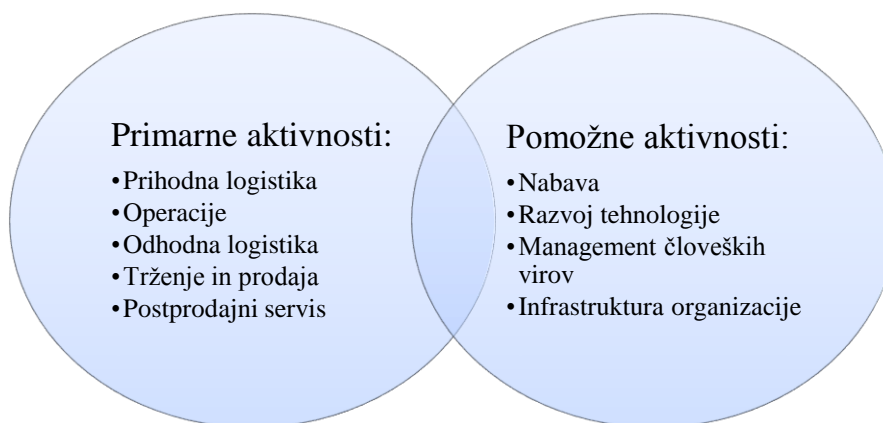 Primarne aktivnosti:
•Prihodna logistika
•Operacije
•Odhodna logistika
•Trženje in prodaja
•Postprodajni servis
Pomožne aktivnosti:
•Nabava
•Razvoj tehnologije
•Management človeških
virov
•Infrastruktura organizacije